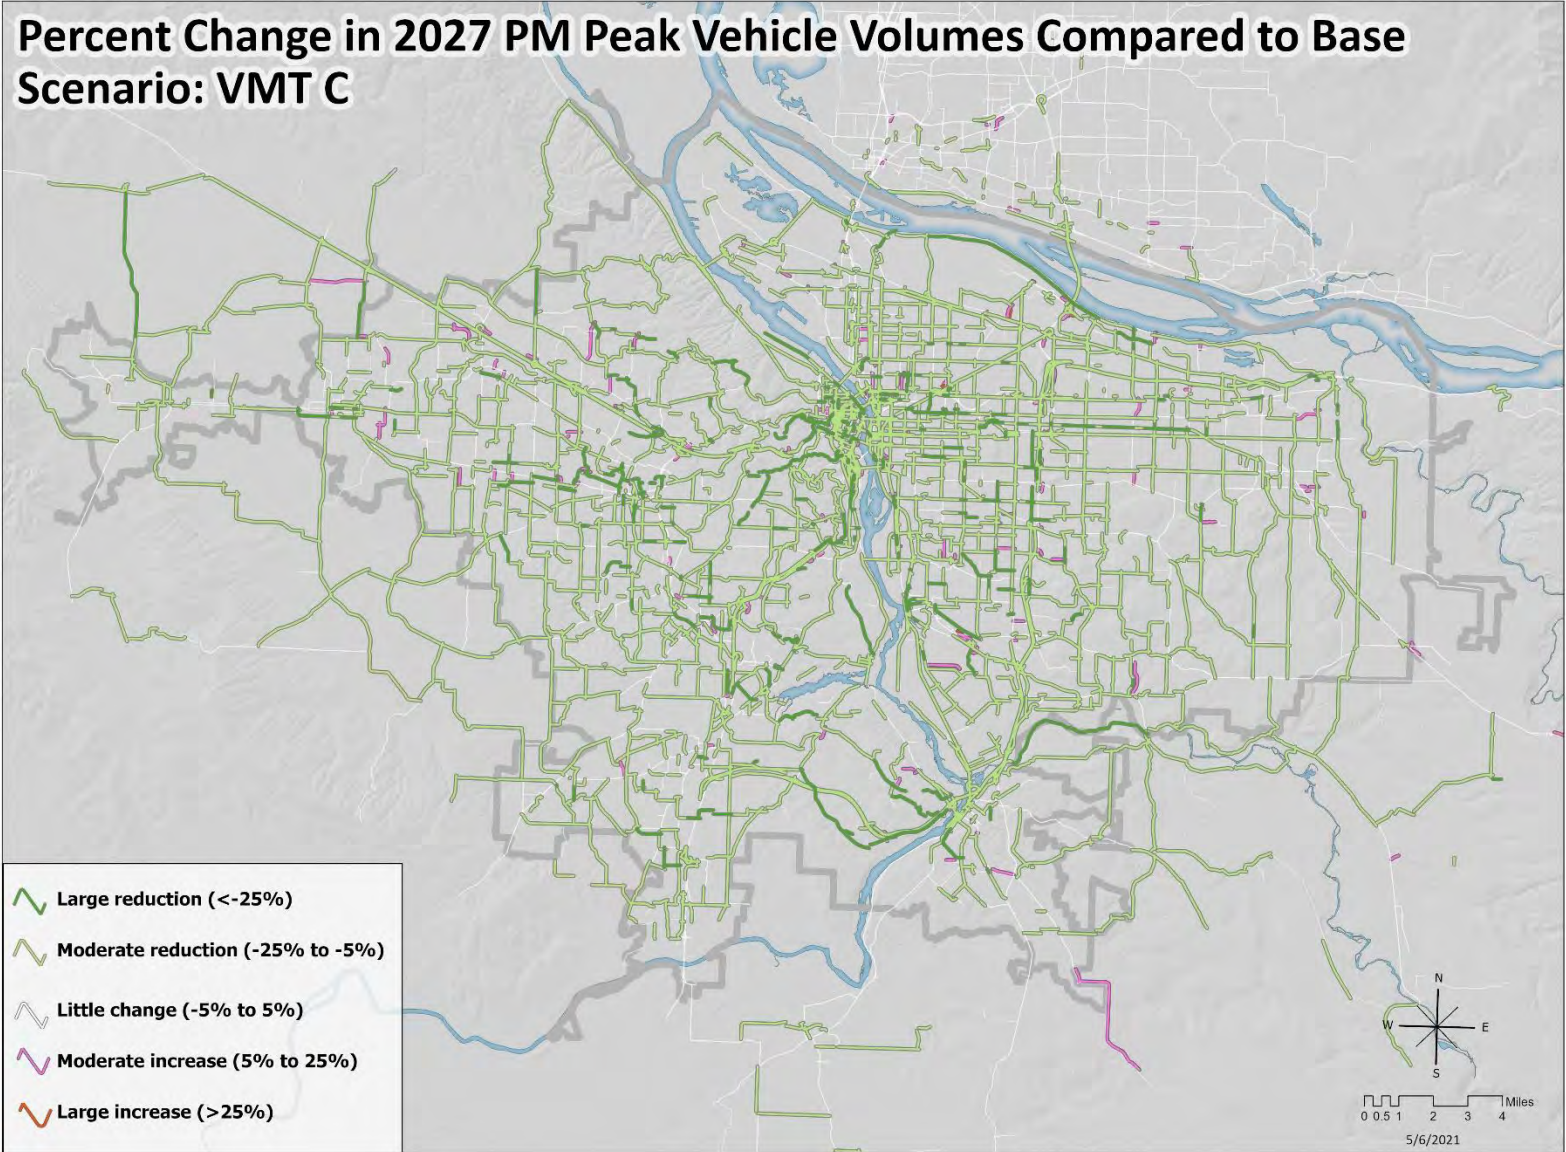 Percent Change in 2027 PM Peak Vehicle Volumes Compared to Base
Scenario: VMT C
Large reduction (<-25%)
Moderate reduction (-25% to -5%)
Little change (-5% to 5%)
Moderate increase (5% to 25%)
Large increase (>25%)
N
W E
S
Miles
0 0.5 1 2 3 4
5/6/2021